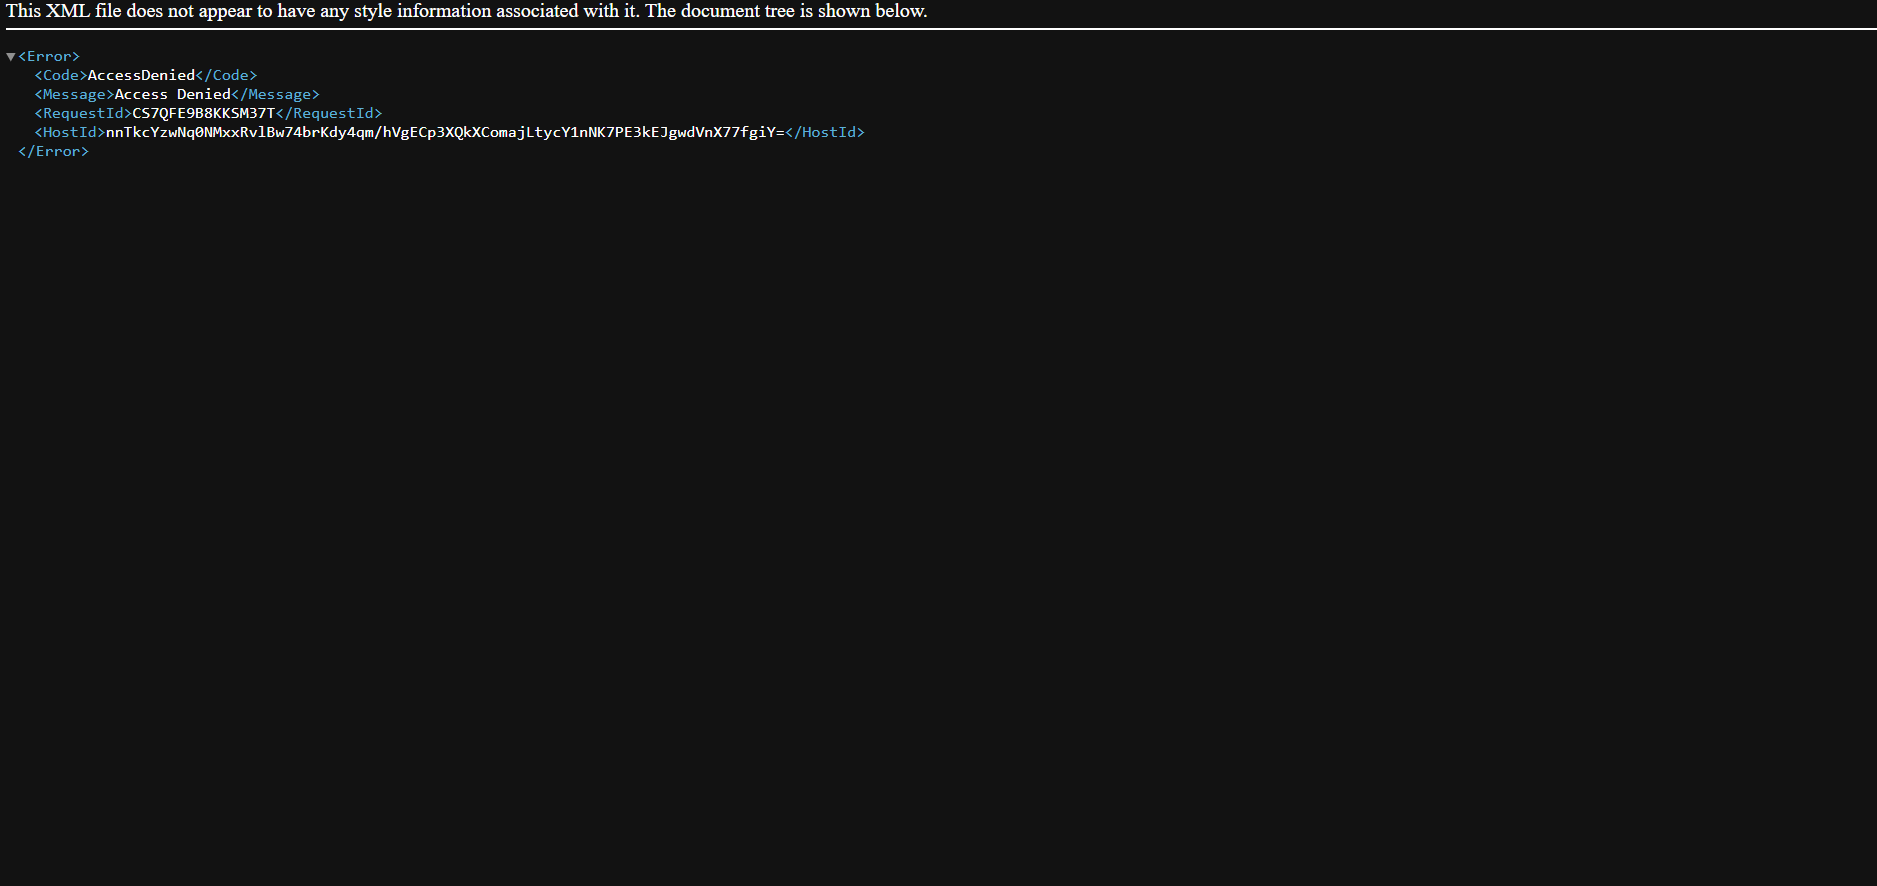 This XML file does not appear to have any style information associated with it. The document tree is shown below.
▼<Error>
<Code>AccessDenied</Code>
<Message>Access Denied</Message>
<RequestId>CS7QFE9B8KKSM37T</RequestId>
<HostId>nnTkcYzwNq0NMxxRvlBw74brKdy4qm/hVgECp3XQkXComajLtycY1nNK7PE3kEJgwdVnX77fgiY=</HostId>
</Error>